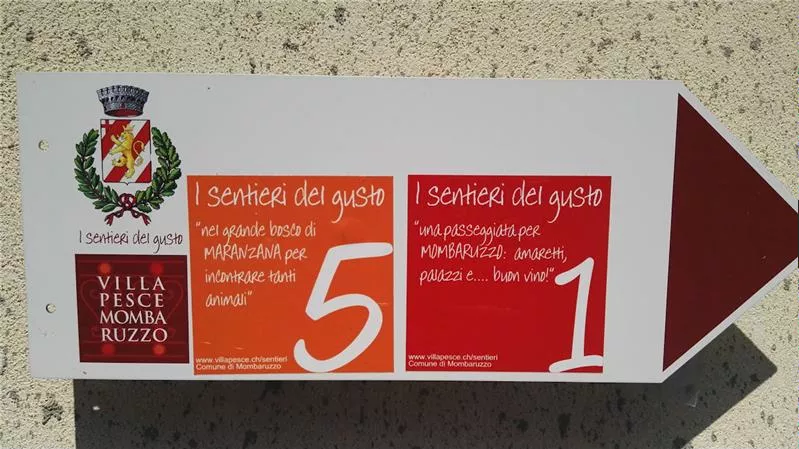 I sentieri del gusto
VILLA
PESCE
MOMBA
RUZZO
I sentieri del gusto
"nel grande bosco di
MARANZANA per
incontrare tanti
animali"
5
www.villapesce.ch/sentieri
Comune di Mombaruzzo
I sentieri del gusto
"una passeggiata per
MOMBARUZZO: amaretti,
palazzi e.... buon vino!"
1
www.villapesce.ch/sentieri
Comune di Mombaruzzo